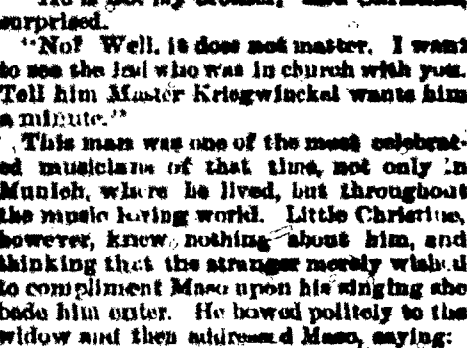 surprised.
"No? Well, it does not matter. I want
to see the lad who was in church with you.
Tell him Master Kriegwinckel wants him
a minute."
This man was one of the most celebrat-
ed musicians of that time, not only in
Munich, where he lived, but throughout
the music loving world. Little Christine,
however, knew nothing about him, and
thinking that the stranger merely wished
to compliment Maso upon his singing she
bade him enter. He bowed politely to the
widow and then addressed Maso, saying: